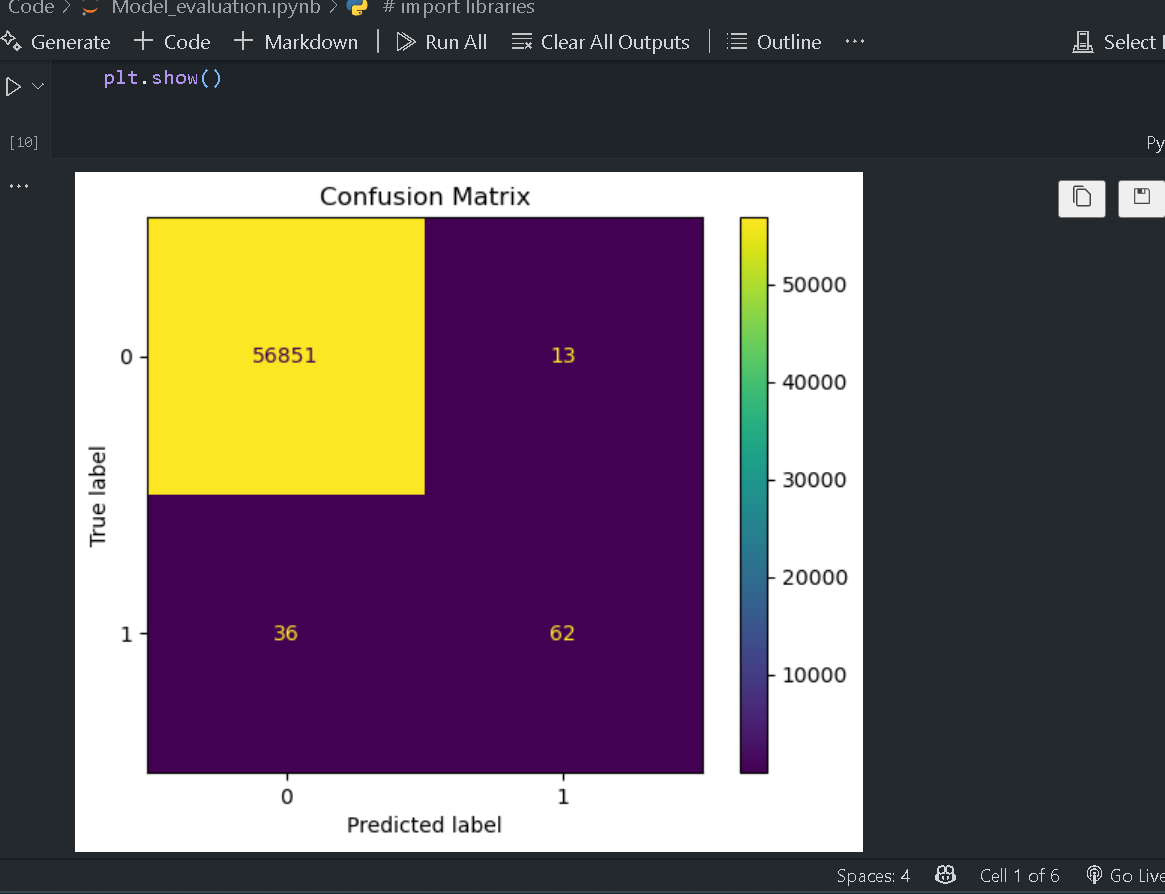 Code > Model_evaluation.ipynb > # import libraries
Generate + Code + Markdown | Run All Clear All Outputs | Outline ... Select
plt.show()
[10]
Py
...
Confusion Matrix
50000
40000
30000
20000
10000
True label
0
56851
13
1
36
62
0
1
Predicted label
Spaces: 4 Cell 1 of 6 Go Live